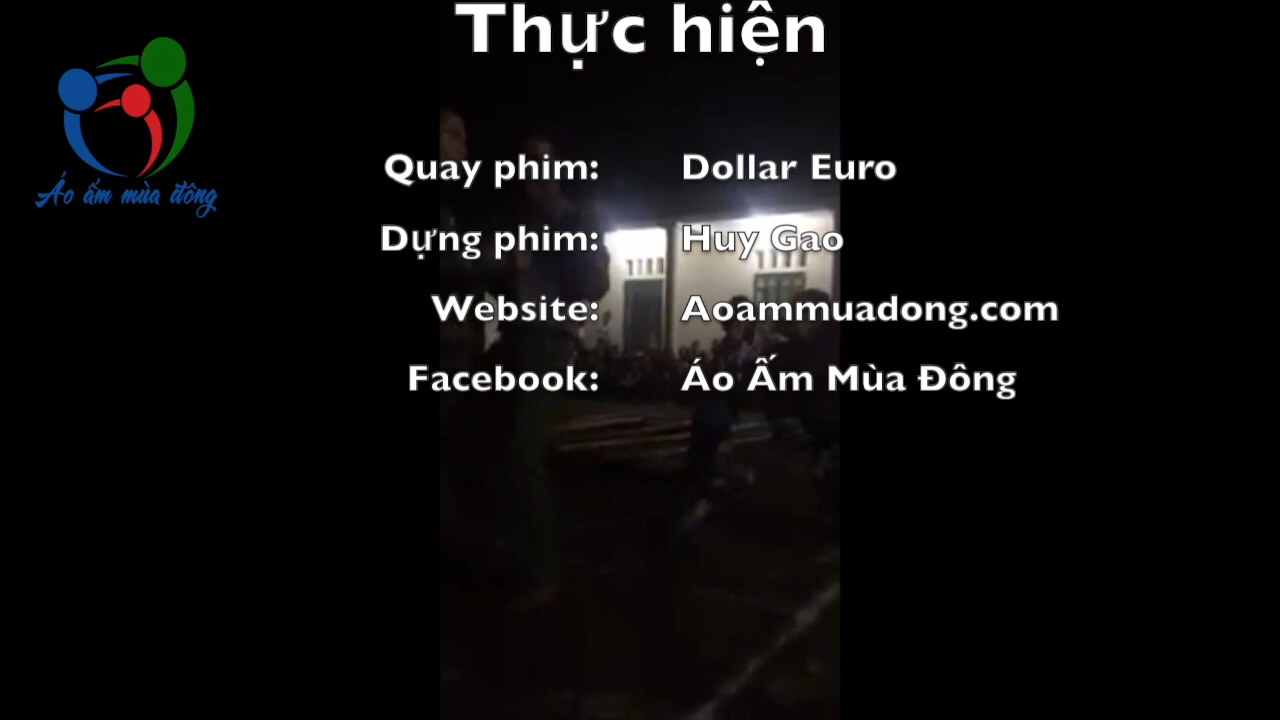 Thực hiện
Áo ấm mùa đông
Quay phim: Dollar Euro
Dựng phim: Huy Gao
Website: Aoammuadong.com
Facebook: Áo Ấm Mùa Đông